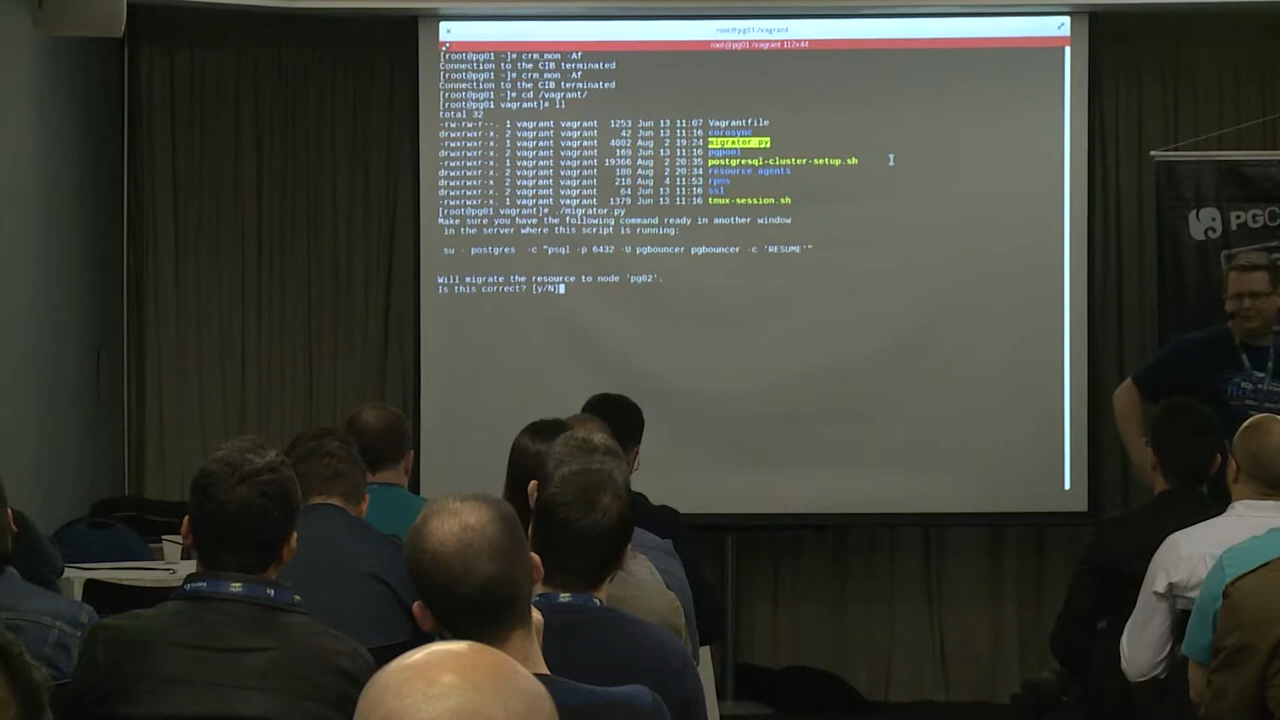 root@pg01:/vagrant
root@pg01:/vagrant 112x44
[root@pg01 ~]# crm_mon -Af
Connection to the CIB terminated
[root@pg01 ~]# crm_mon -Af
Connection to the CIB terminated
[root@pg01 ~]# cd /vagrant/
[root@pg01 vagrant]# ll
total 32
-rw-rw-r--. 1 vagrant vagrant 1253 Jun 13 11:07 Vagrantfile
drwxrwxr-x. 2 vagrant vagrant 42 Jun 13 11:16 corosync
-rwxrwxr-x. 1 vagrant vagrant 4002 Aug 2 19:24 migrator.py
drwxrwxr-x. 2 vagrant vagrant 169 Jun 13 11:16 pgpool
-rwxrwxr-x. 1 vagrant vagrant 19366 Aug 2 20:35 postgresql-cluster-setup.sh
drwxrwxr-x. 2 vagrant vagrant 180 Aug 2 20:34 resource_agents
drwxrwxr-x. 2 vagrant vagrant 218 Aug 4 11:53 rpms
drwxrwxr-x. 2 vagrant vagrant 64 Jun 13 11:16 ssl
-rwxrwxr-x. 1 vagrant vagrant 1379 Jun 13 11:16 tmux-session.sh
[root@pg01 vagrant]# ./migrator.py
Make sure you have the following command ready in another window
in the server where this script is running:
su - postgres -c "psql -p 6432 -U pgbouncer pgbouncer -c 'RESUME'"
Will migrate the resource to node 'pg02'.
Is this correct? [y/N]
PGC